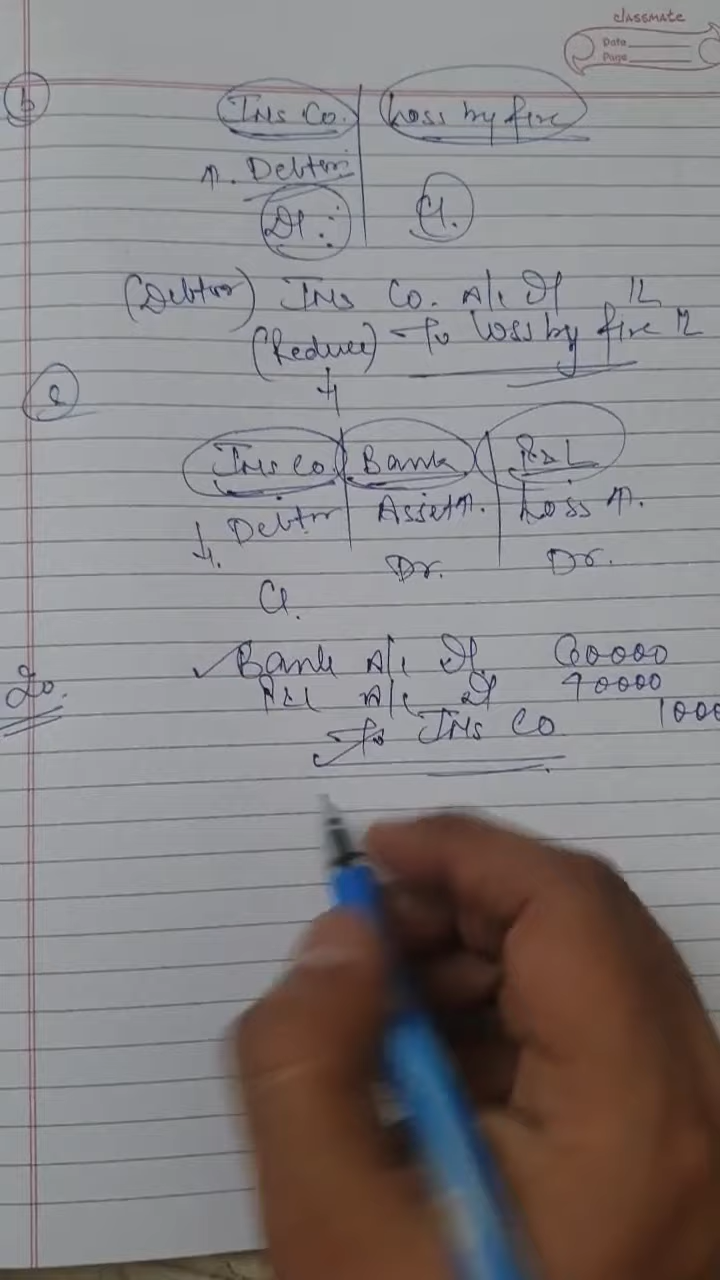 classmate
Date
Page
b
Ins Co. Loss by fire
↑. Debtor
Dr. Cr.
(Debtor) Ins Co. A/c Dr 1L
(Reduce) To loss by fire 1L
Ins Co Bank P&L
↓ Debtor Asset↑. Loss ↑.
Cr. Dr. Dr.
Bank A/c Dr 60000
P&L A/c Dr 40000
20.
To Ins Co 1000